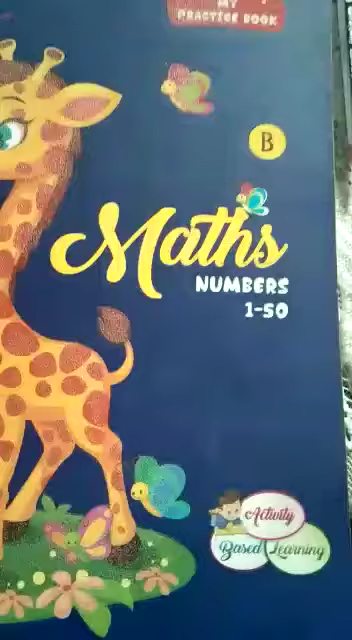 MY
PRACTICE BOOK
B
Maths
NUMBERS
1-50
Activity
Based Learning